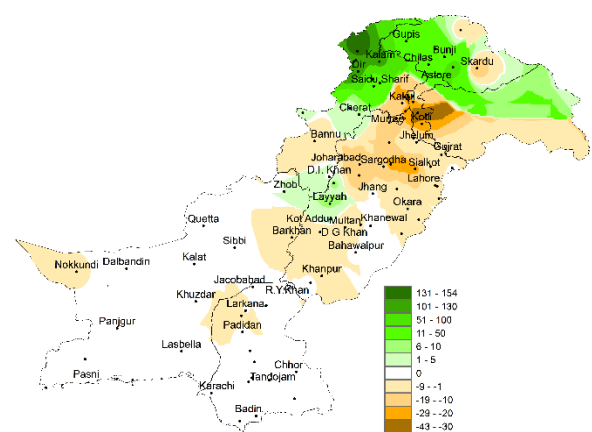 Gupis
Kalam
Chilas
Bunji
Dir
Skardu
Astore
Saidu Sharif
Kakul
Cherat
Murree
Kotli
Bannu
Jhelum
Gujrat
Joharabad
Sargodha
Sialkot
D.I. Khan
Lahore
Zhob
Jhang
Layyah
Okara
Quetta
Kot Addu
Multan
Khanewal
Barkhan
D G Khan
Sibbi
Bahawalpur
Kalat
Nokkundi
Dalbandin
Khanpur
Jacobabad
R.Y.Khan
Khuzdar
Larkana
Panjgur
Padidan
Lasbella
Chhor
Pasni
Tandojam
Karachi
Badin
131 - 154
101 - 130
51 - 100
11 - 50
6 - 10
1 - 5
0
-9 - -1
-19 - -10
-29 - -20
-43 - -30